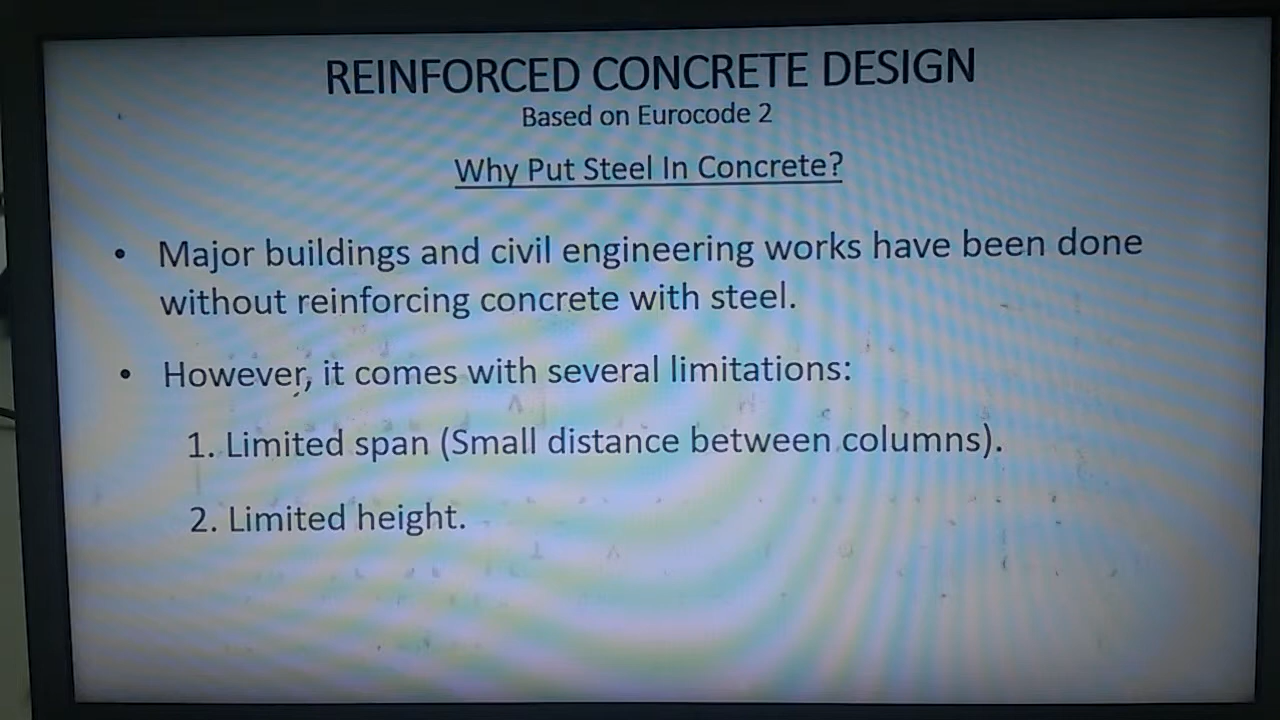 REINFORCED CONCRETE DESIGN
Based on Eurocode 2
Why Put Steel In Concrete?
• Major buildings and civil engineering works have been done
without reinforcing concrete with steel.
• However, it comes with several limitations:
1. Limited span (Small distance between columns).
2. Limited height.